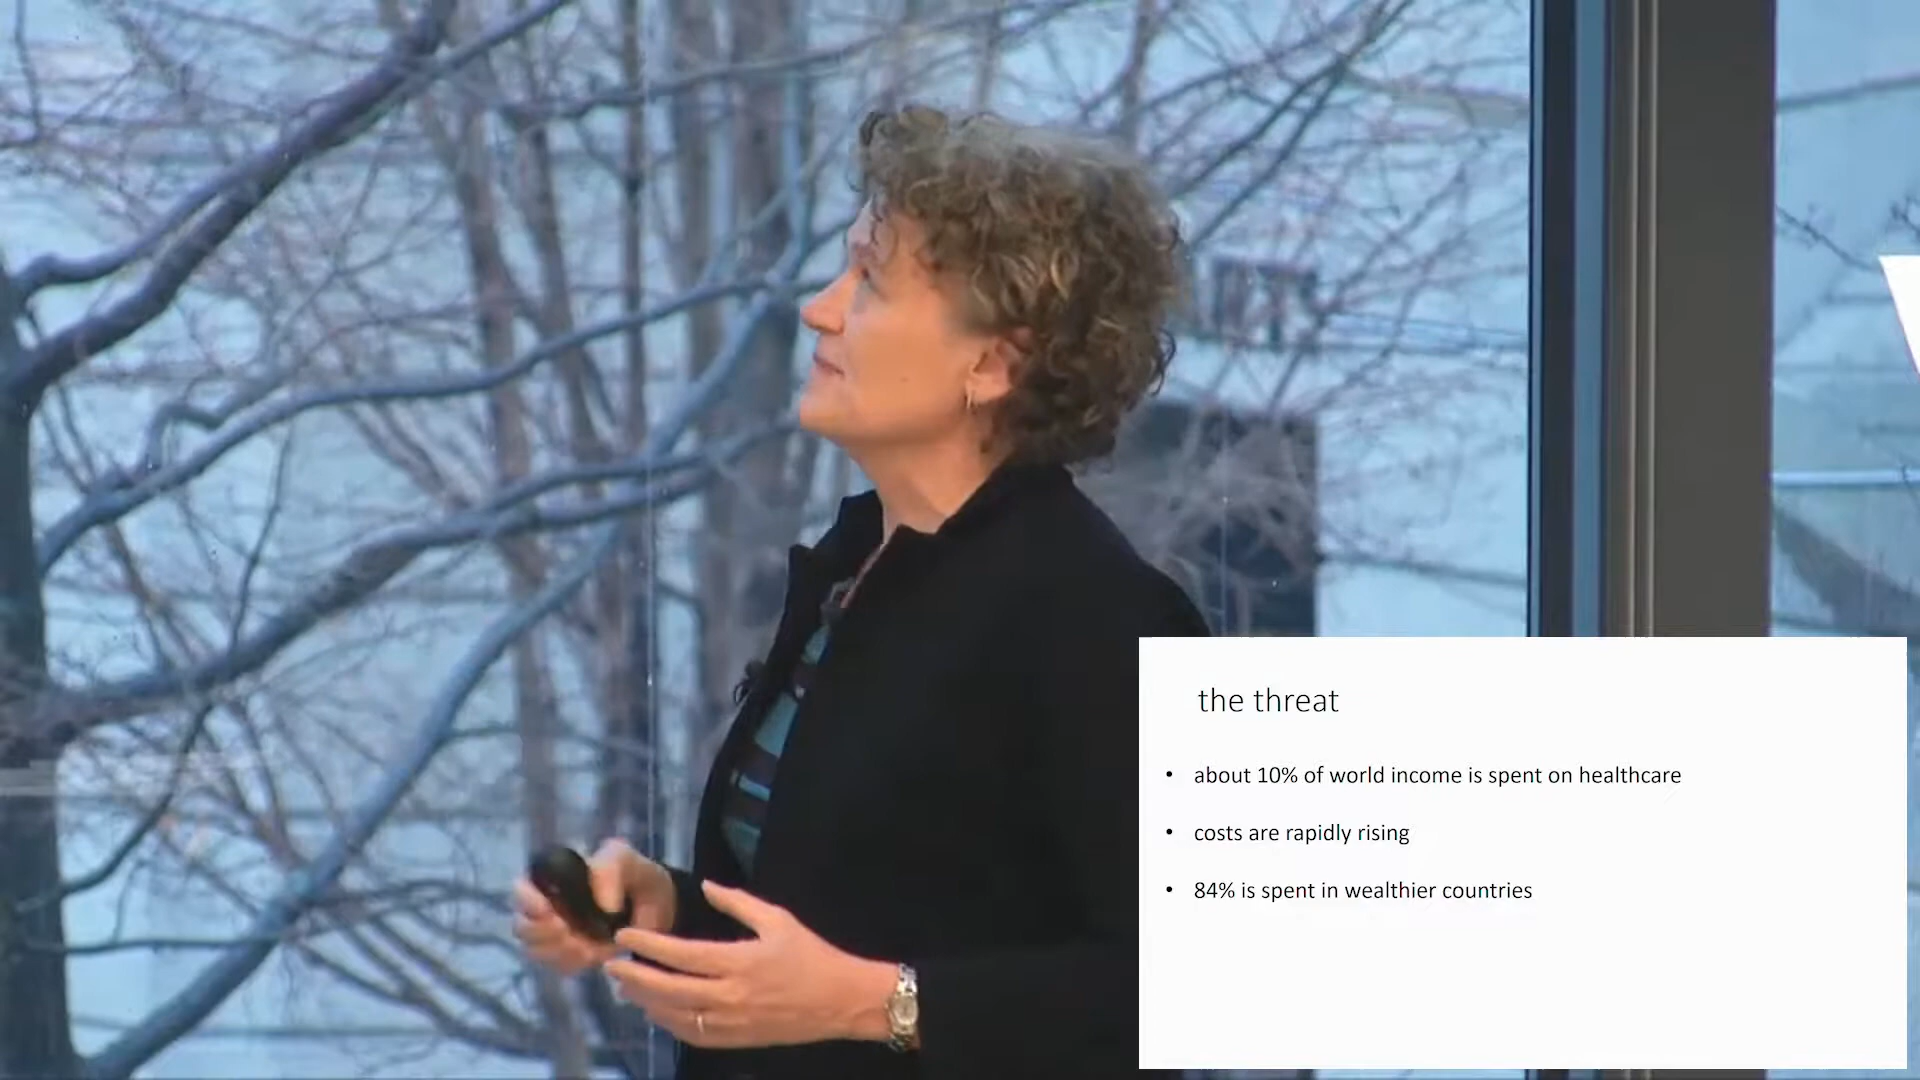 the threat
• about 10% of world income is spent on healthcare
• costs are rapidly rising
• 84% is spent in wealthier countries